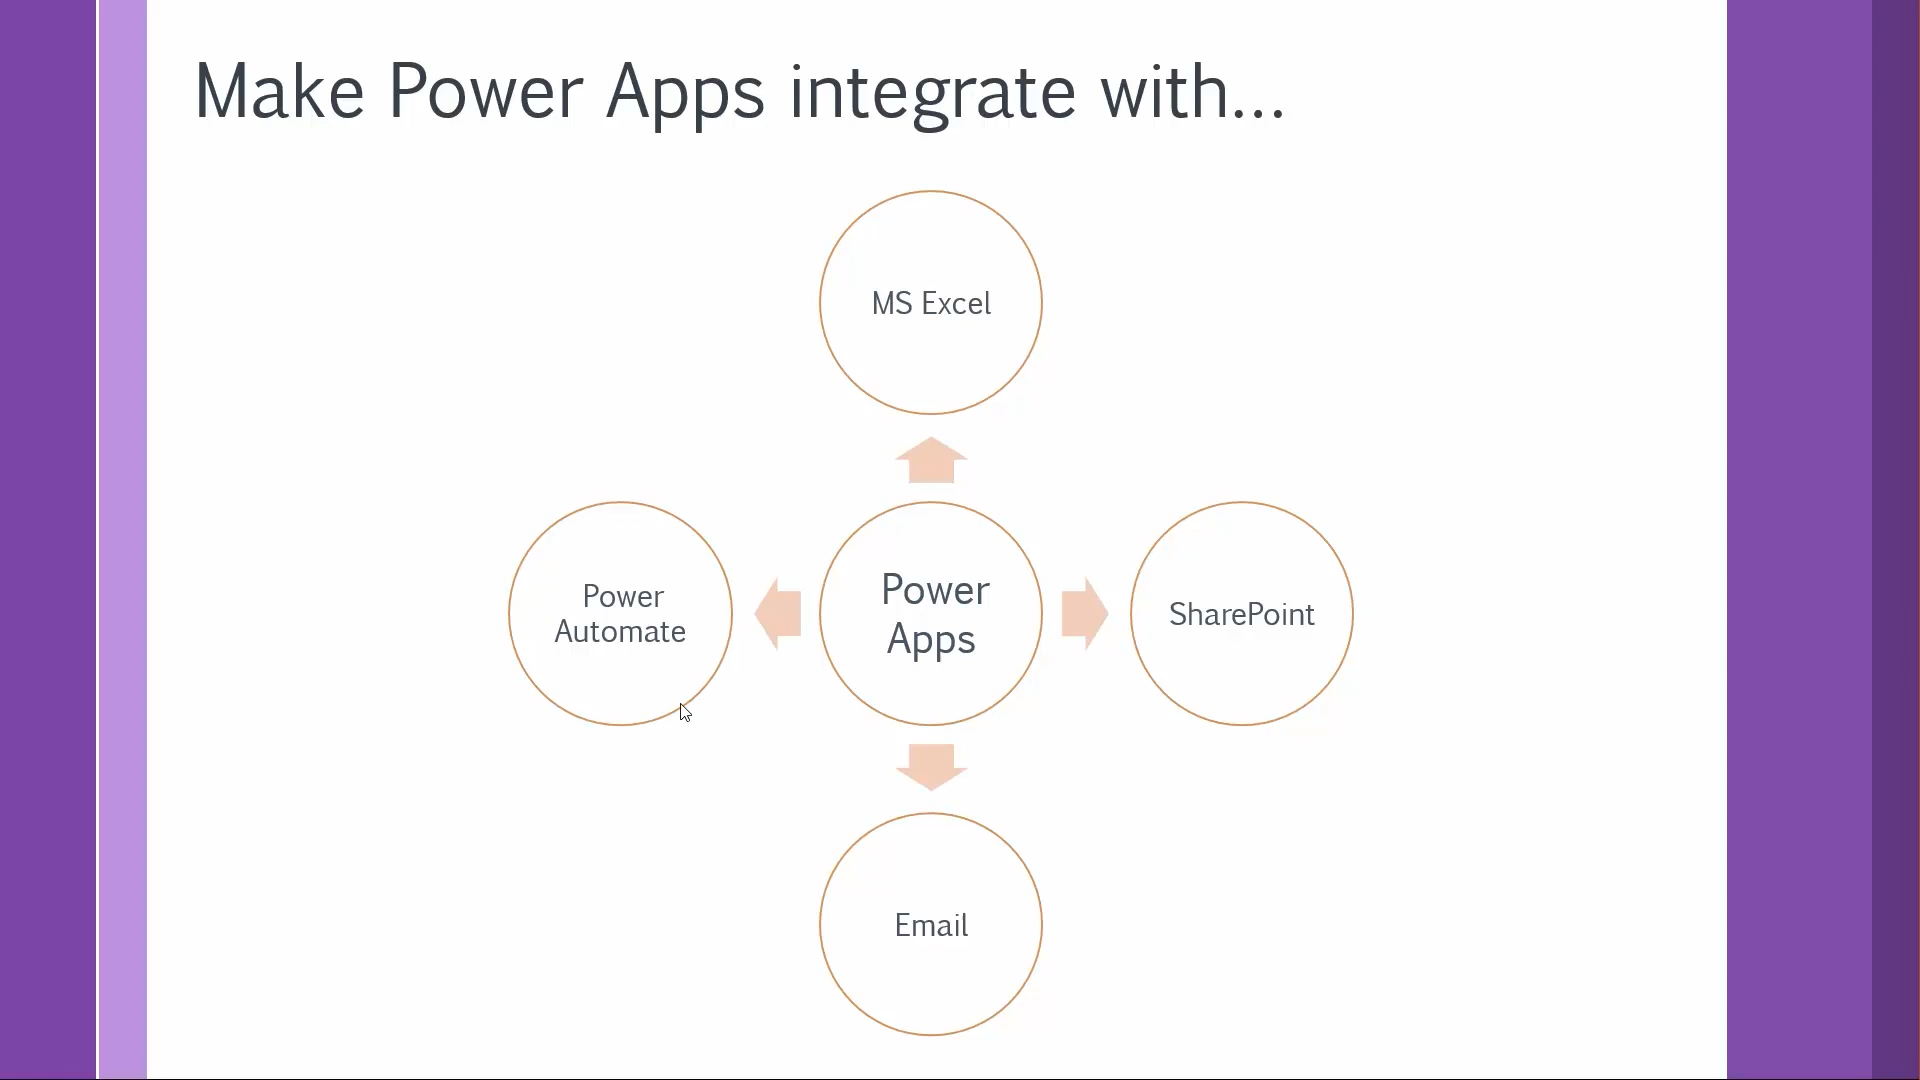 Make Power Apps integrate with...
MS Excel
Power
Automate
Power
Apps
SharePoint
Email